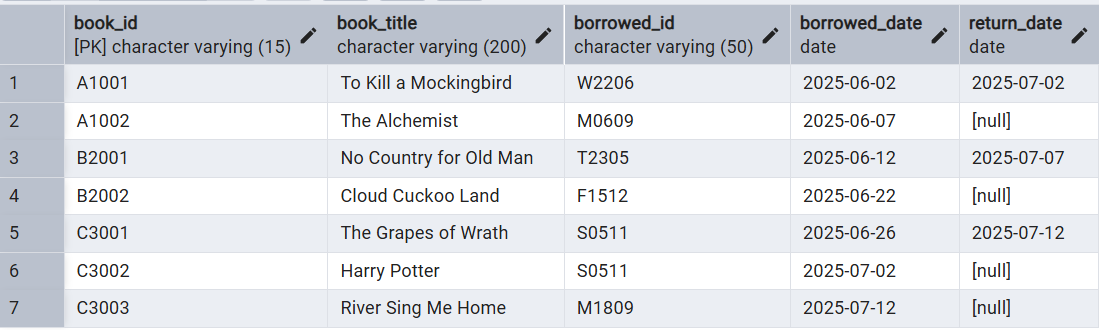 book_id book_title borrowed_id borrowed_date return_date
[PK] character varying (15) character varying (200) character varying (50) date date
1 A1001 To Kill a Mockingbird W2206 2025-06-02 2025-07-02
2 A1002 The Alchemist M0609 2025-06-07 [null]
3 B2001 No Country for Old Man T2305 2025-06-12 2025-07-07
4 B2002 Cloud Cuckoo Land F1512 2025-06-22 [null]
5 C3001 The Grapes of Wrath S0511 2025-06-26 2025-07-12
6 C3002 Harry Potter S0511 2025-07-02 [null]
7 C3003 River Sing Me Home M1809 2025-07-12 [null]